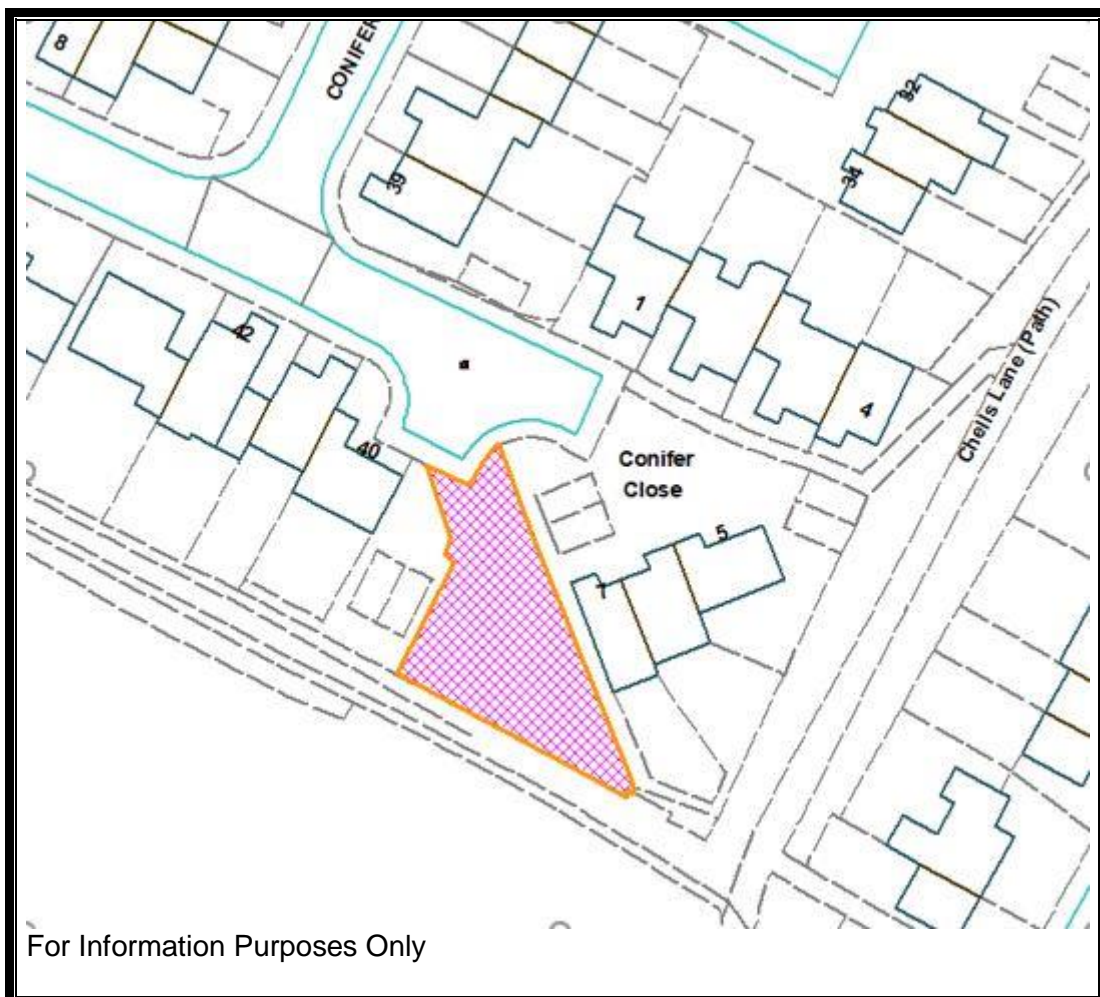 8
CONIFER
39
32
34
1
4
42
40
Conifer
Close
5
7
Chells Lane (Path)
For Information Purposes Only